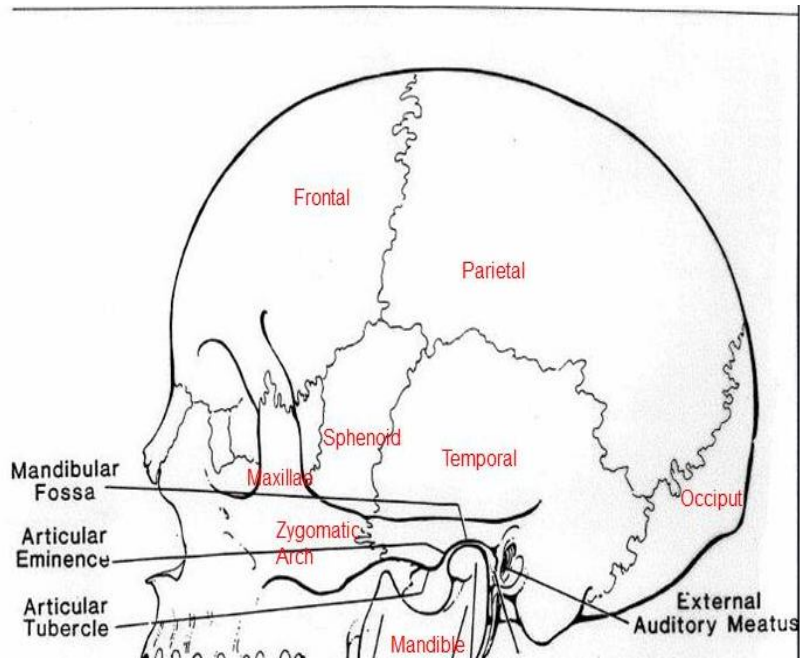 Frontal
Parietal
Sphenoid
Temporal
Maxillae
Occiput
Mandibular
Fossa
Zygomatic
Arch
Articular
Eminence
Articular
Tubercle
External
Auditory Meatus
Mandible